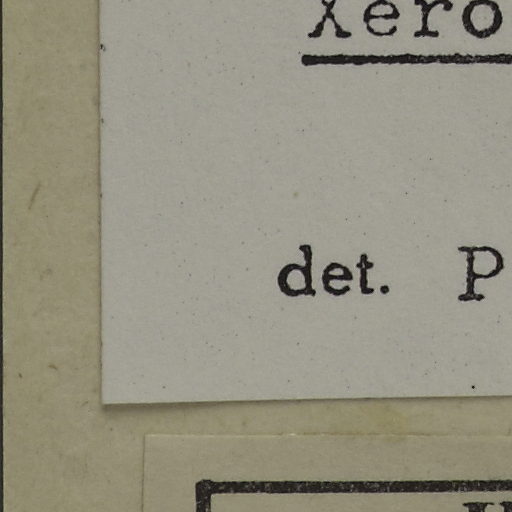 Xero
det. P